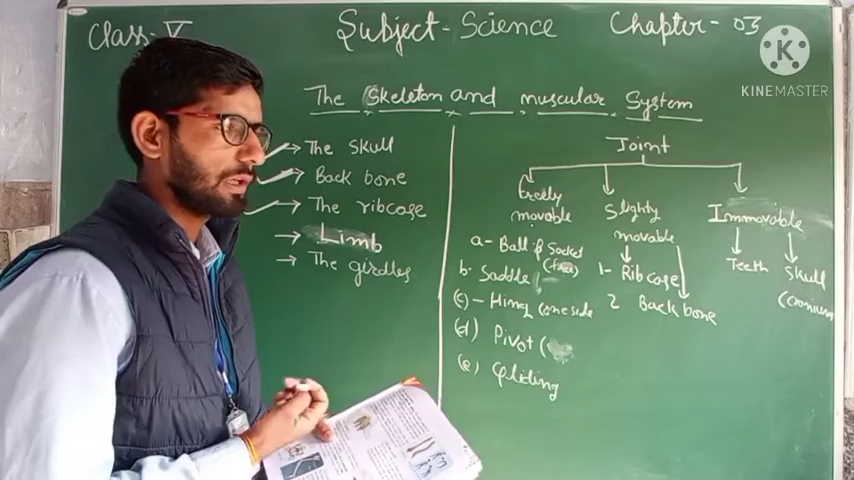 Class- V
Subject- Science
Chapter- 03
KINEMASTER
The Skeleton and muscular System
→ The Skull
→ Back bone
→ The ribcage
→ Limb
→ The girdles
Joint
freely
movable
a- Ball & Socket
(free)
b. Saddle (-
(c) - Hing (one side
(d) Pivot (
(e) Gliding
Slighty
movable
1- Rib cage
2 Back bone
Immovable
Teeth
Skull
(cranium